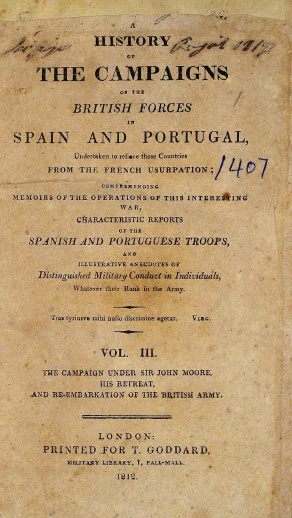 A
HISTORY
OF
THE CAMPAIGNS
OF THE
BRITISH FORCES
IN
SPAIN AND PORTUGAL,
Undertaken to relieve those Countries
FROM THE FRENCH USURPATION;
1407
COMPREHENDING
MEMOIRS OF THE OPERATIONS OF THIS INTERESTING
WAR,
CHARACTERISTIC REPORTS
OF THE
SPANISH AND PORTUGUESE TROOPS,
AND
ILLUSTRATIVE ANECDOTES OF
Distinguished Military Conduct in Individuals,
Whatever their Rank in the Army.
Tros tyriusve mihi nullo discrimine agetur. VIRG.
VOL. III.
THE CAMPAIGN UNDER SIR JOHN MOORE,
HIS RETREAT,
AND RE-EMBARKATION OF THE BRITISH ARMY.
LONDON:
PRINTED FOR T. GODDARD,
MILITARY LIBRARY, 1, PALL-MALL.
1812.